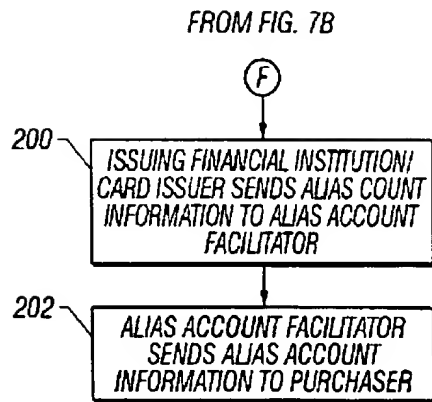 FROM FIG. 7B
F
200
ISSUING FINANCIAL INSTITUTION/
CARD ISSUER SENDS ALIAS COUNT
INFORMATION TO ALIAS ACCOUNT
FACILITATOR
202
ALIAS ACCOUNT FACILITATOR
SENDS ALIAS ACCOUNT
INFORMATION TO PURCHASER